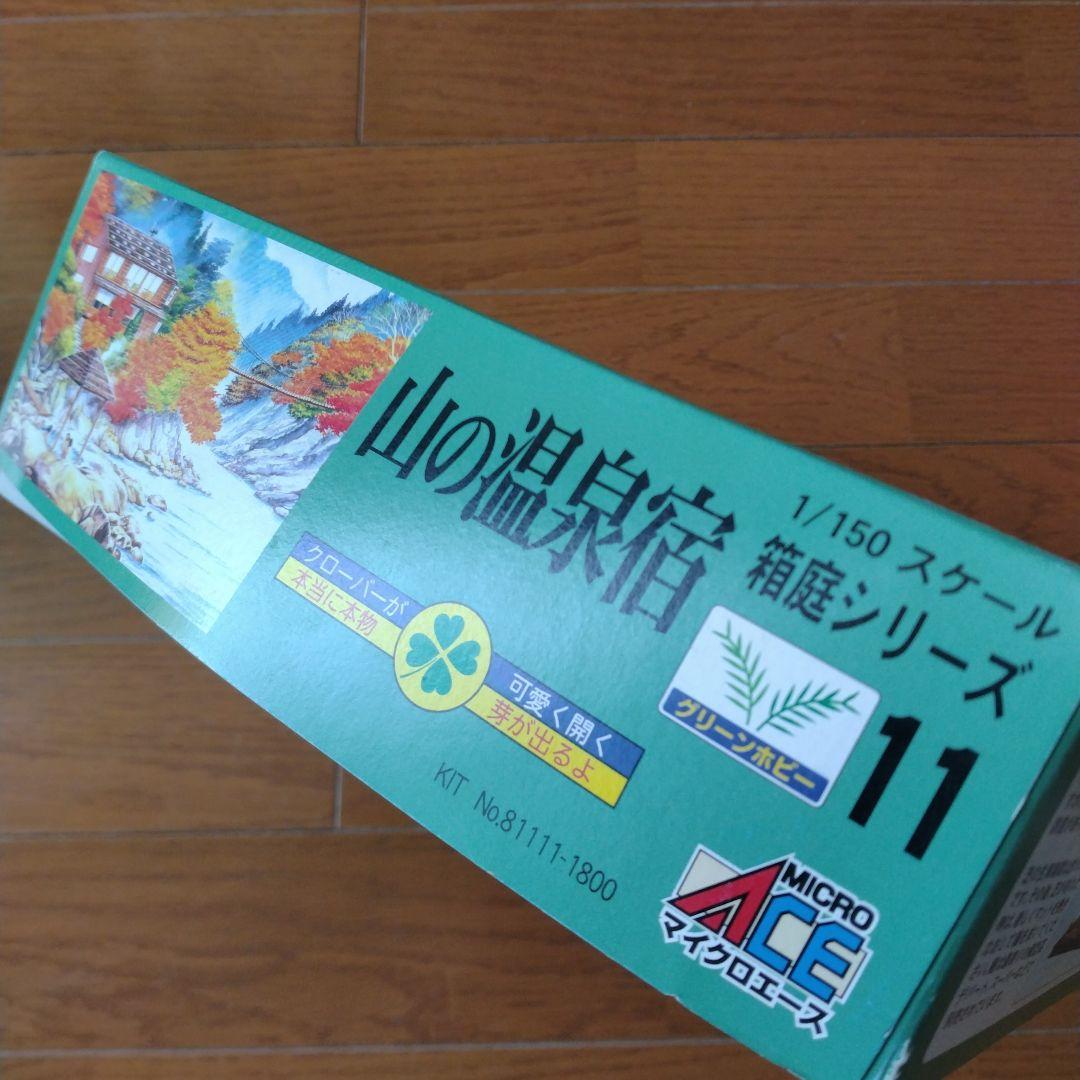 山の温泉宿
1/150 スケール
箱庭シリーズ
11
クローバーが
本当に本物
可愛く開く
芽が出るよ
グリーンホビー
KIT No.81111-1800
MICRO
ACE
マイクロエース